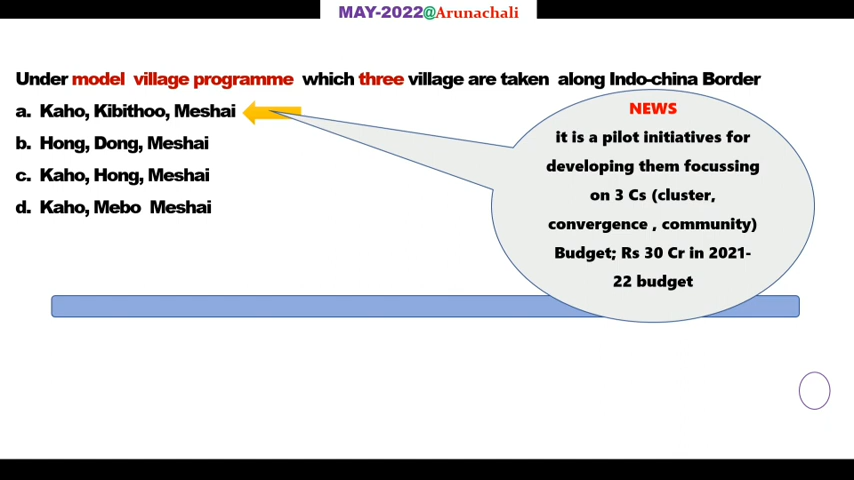 MAY-2022@Arunachali
Under model village programme which three village are taken along Indo-china Border
a. Kaho, Kibithoo, Meshai
b. Hong, Dong, Meshai
c. Kaho, Hong, Meshai
d. Kaho, Mebo Meshai
NEWS
it is a pilot initiatives for
developing them focussing
on 3 Cs (cluster,
convergence , community)
Budget; Rs 30 Cr in 2021-
22 budget